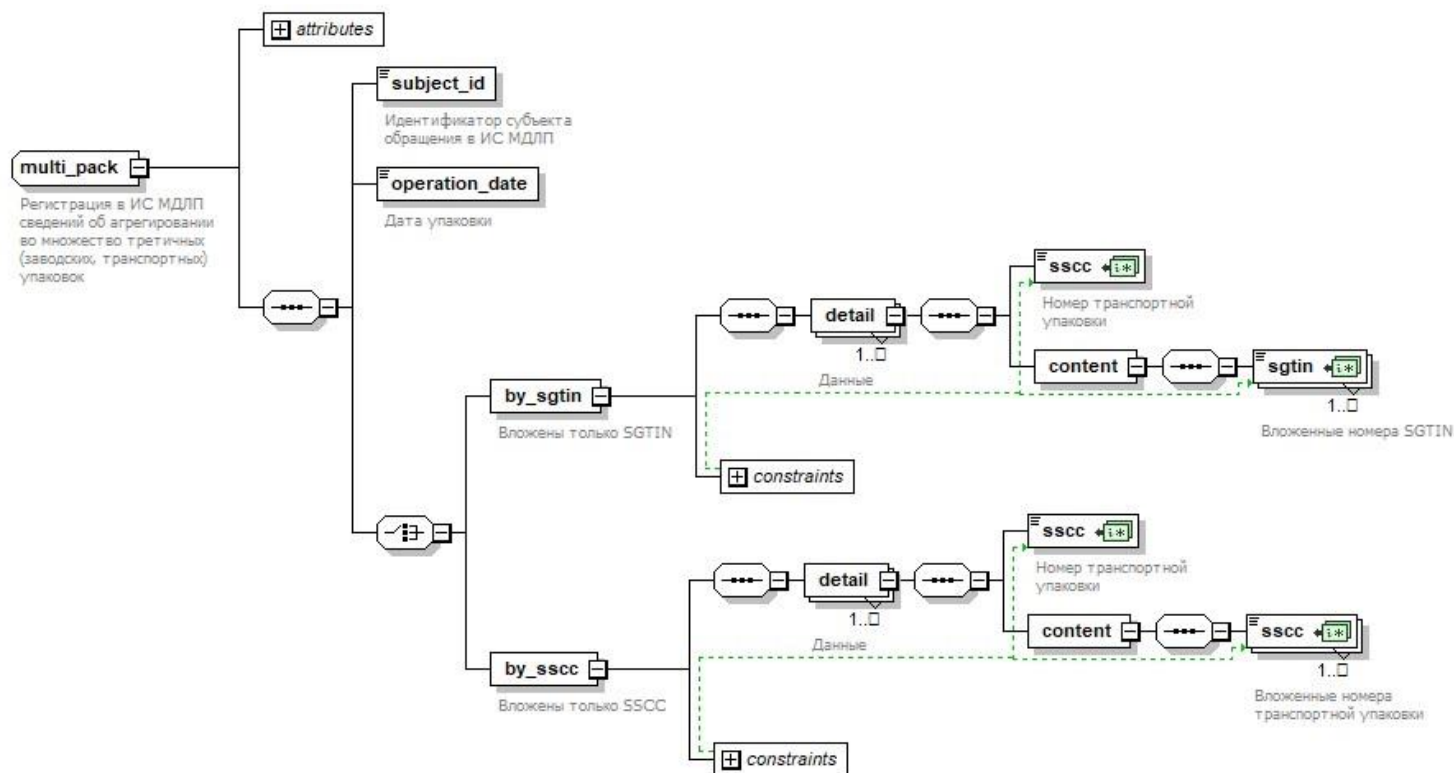 attributes
subject_id
Идентификатор субъекта
обращения в ИС МДЛП
multi_pack
Регистрация в ИС МДЛП
сведений об агрегировании
во множество третичных
(заводских, транспортных)
упаковок
operation_date
Дата упаковки
by_sgtin
Вложены только SGTIN
detail
1..□
Данные
sscc
Номер транспортной
упаковки
content
sgtin
1..□
Вложенные номера SGTIN
constraints
by_sscc
Вложены только SSCC
detail
1..□
Данные
sscc
Номер транспортной
упаковки
content
sscc
1..□
Вложенные номера
транспортной упаковки
constraints